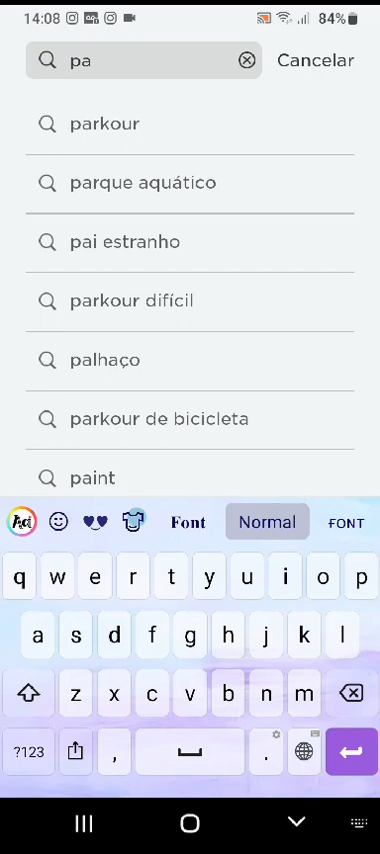 14:08 84%
pa Cancelar
parkour
parque aquático
pai estranho
parkour difícil
palhaço
parkour de bicicleta
paint
Ad Font Normal FONT
q w e r t y u i o p
a s d f g h j k l
z x c v b n m
?123 , .